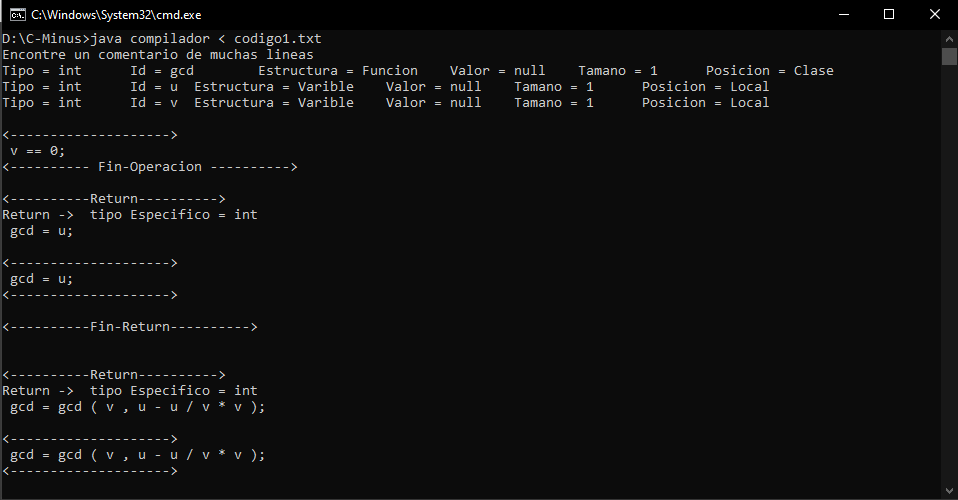 C:\Windows\System32\cmd.exe
D:\C-Minus>java compilador < codigo1.txt
Encontre un comentario de muchas lineas
Tipo = int      Id = gcd        Estructura = Funcion    Valor = null    Tamano = 1      Posicion = Clase
Tipo = int      Id = u  Estructura = Varible    Valor = null    Tamano = 1      Posicion = Local
Tipo = int      Id = v  Estructura = Varible    Valor = null    Tamano = 1      Posicion = Local
<-------------------->
v == 0;
<---------- Fin-Operacion ---------->
<----------Return---------->
Return ->  tipo Especifico = int
gcd = u;
<-------------------->
gcd = u;
<-------------------->
<----------Fin-Return---------->
<----------Return---------->
Return ->  tipo Especifico = int
gcd = gcd ( v , u - u / v * v );
<-------------------->
gcd = gcd ( v , u - u / v * v );
<-------------------->